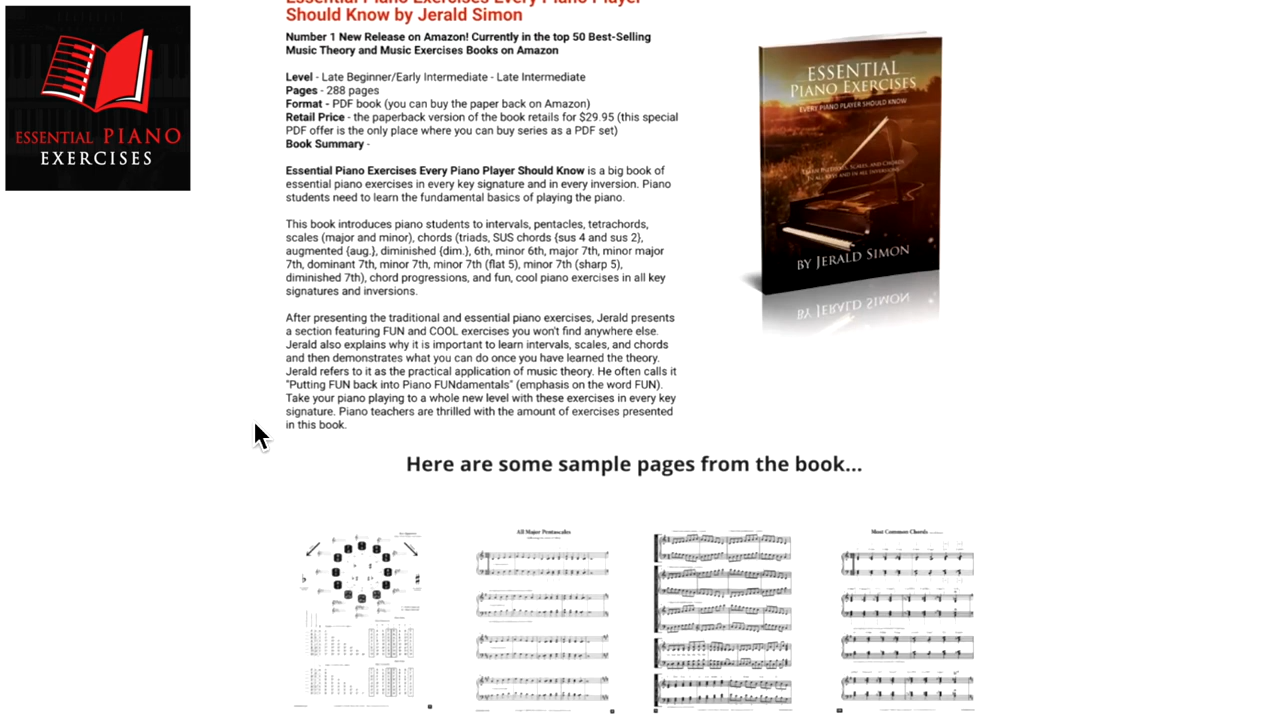 Essential Piano Exercises Every Piano Player
Should Know by Jerald Simon
ESSENTIAL PIANO
EXERCISES
Number 1 New Release on Amazon! Currently in the top 50 Best-Selling
Music Theory and Music Exercises Books on Amazon
Level - Late Beginner/Early Intermediate - Late Intermediate
Pages - 288 pages
Format - PDF book (you can buy the paper back on Amazon)
Retail Price - the paperback version of the book retails for $29.95 (this special
PDF offer is the only place where you can buy series as a PDF set)
Book Summary -
Essential Piano Exercises Every Piano Player Should Know is a big book of
essential piano exercises in every key signature and in every inversion. Piano
students need to learn the fundamental basics of playing the piano.
This book introduces piano students to intervals, pentacles, tetrachords,
scales (major and minor), chords (triads, SUS chords {sus 4 and sus 2},
augmented {aug.}, diminished {dim.}, 6th, minor 6th, major 7th, minor major
7th, dominant 7th, minor 7th, minor 7th (flat 5), minor 7th (sharp 5),
diminished 7th), chord progressions, and fun, cool piano exercises in all key
signatures and inversions.
After presenting the traditional and essential piano exercises, Jerald presents
a section featuring FUN and COOL exercises you won't find anywhere else.
Jerald also explains why it is important to learn intervals, scales, and chords
and then demonstrates what you can do once you have learned the theory.
Jerald refers to it as the practical application of music theory. He often calls it
"Putting FUN back into Piano FUNdamentals" (emphasis on the word FUN).
Take your piano playing to a whole new level with these exercises in every key
signature. Piano teachers are thrilled with the amount of exercises presented
in this book.
ESSENTIAL
PIANO EXERCISES
EVERY PIANO PLAYER SHOULD KNOW
BY JERALD SIMON
Here are some sample pages from the book...
All Major Pentascales
Most Common Chords